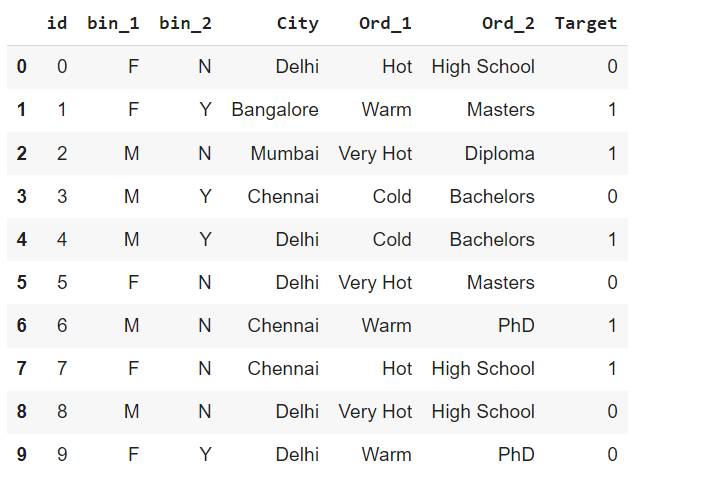 id bin_1 bin_2 City Ord_1 Ord_2 Target
0 0 F N Delhi Hot High School 0
1 1 F Y Bangalore Warm Masters 1
2 2 M N Mumbai Very Hot Diploma 1
3 3 M Y Chennai Cold Bachelors 0
4 4 M Y Delhi Cold Bachelors 1
5 5 F N Delhi Very Hot Masters 0
6 6 M N Chennai Warm PhD 1
7 7 F N Chennai Hot High School 1
8 8 M N Delhi Very Hot High School 0
9 9 F Y Delhi Warm PhD 0